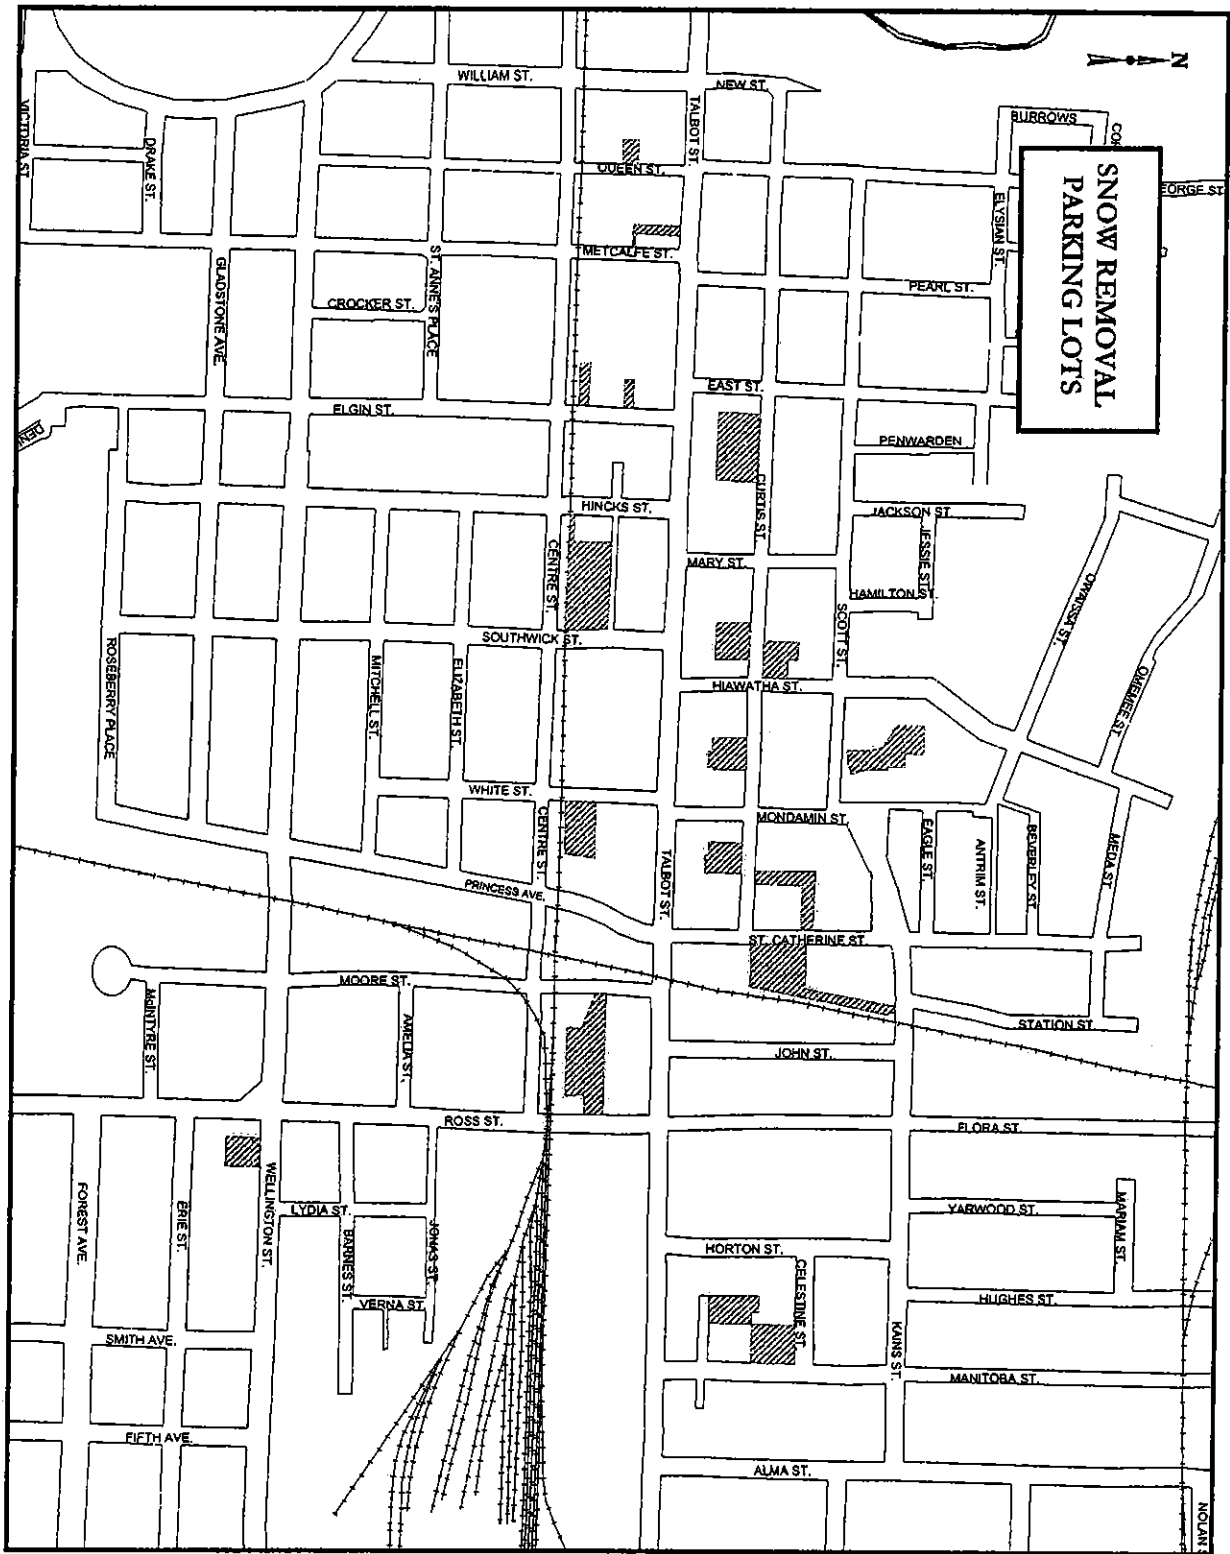 SNOW REMOVAL
PARKING LOTS
N
WILLIAM ST.
NEW ST.
TALBOT ST.
BURROWS
VICTORIA ST
DRAKE ST.
QUEEN ST.
EORGE ST
ELYSIAN ST.
METCALFE ST.
ST. ANNE'S PLACE
GLADSTONE AVE.
CROCKER ST.
PEARL ST.
EAST ST.
ELGIN ST.
PENWARDEN
CURTIS ST.
HINCKS ST.
JACKSON ST.
JESSIE ST.
CENTRE ST.
MARY ST.
HAMILTON ST.
SCOTT ST.
OWAISSA ST.
OMEMEE ST.
SOUTHWICK ST.
ROSEBERRY PLACE
MITCHELL ST.
ELIZABETH ST.
HIAWATHA ST.
WHITE ST.
CENTRE ST.
MONDAMIN ST.
TALBOT ST.
EAGLE ST.
ANTRIM ST.
BEVERLEY ST.
MEDA ST.
PRINCESS AVE.
ST. CATHERINE ST.
MOORE ST.
McINTYRE ST.
AMELIA ST.
STATION ST.
JOHN ST.
ROSS ST.
FLORA ST.
WELLINGTON ST.
FOREST AVE.
ERIE ST.
LYDIA ST.
BARNES ST.
JONAS ST.
YARWOOD ST.
MARIAM ST.
HORTON ST.
CELESTINE ST.
VERNA ST.
HUGHES ST.
KAINS ST.
SMITH AVE.
MANITOBA ST.
FIFTH AVE.
ALMA ST.
NOLAN S